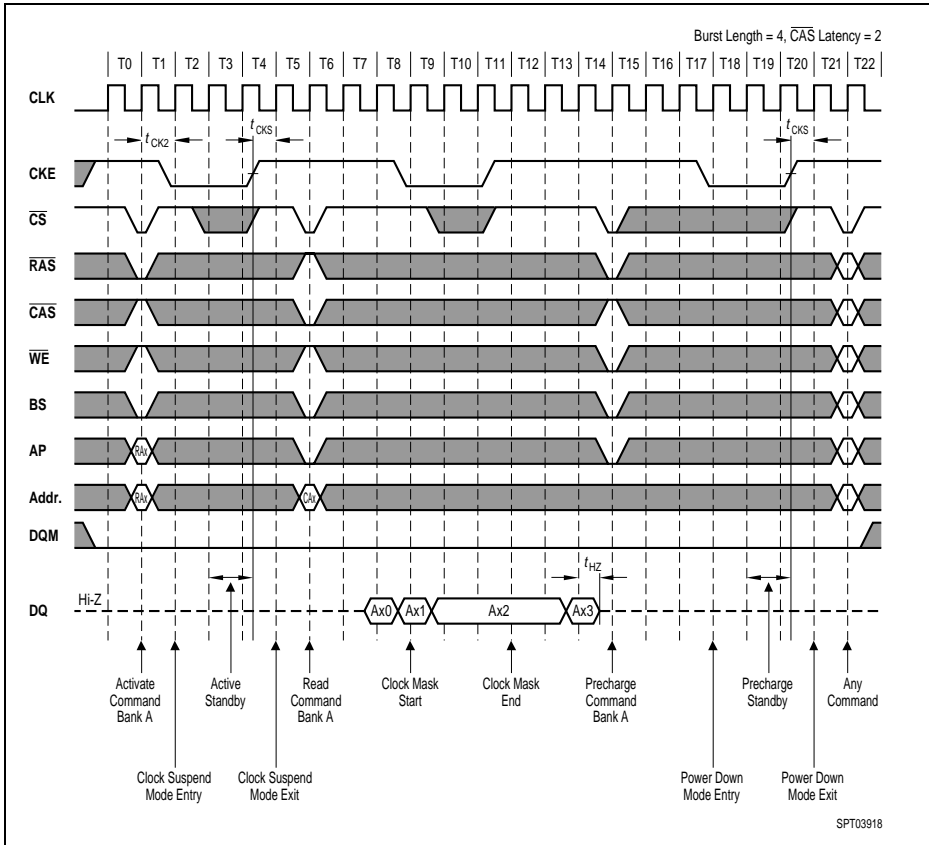 Burst Length = 4, CAS Latency = 2
T0 T1 T2 T3 T4 T5 T6 T7 T8 T9 T10 T11 T12 T13 T14 T15 T16 T17 T18 T19 T20 T21 T22
CLK
tCK2 tCKS tCKS
CKE
CS
RAS
CAS
WE
BS
AP RAx
Addr. RAx CAx
DQM
tHZ
DQ Hi-Z Ax0 Ax1 Ax2 Ax3
Activate Command Bank A
Active Standby
Read Command Bank A
Clock Mask Start
Clock Mask End
Precharge Command Bank A
Precharge Standby
Any Command
Clock Suspend Mode Entry
Clock Suspend Mode Exit
Power Down Mode Entry
Power Down Mode Exit
SPT03918